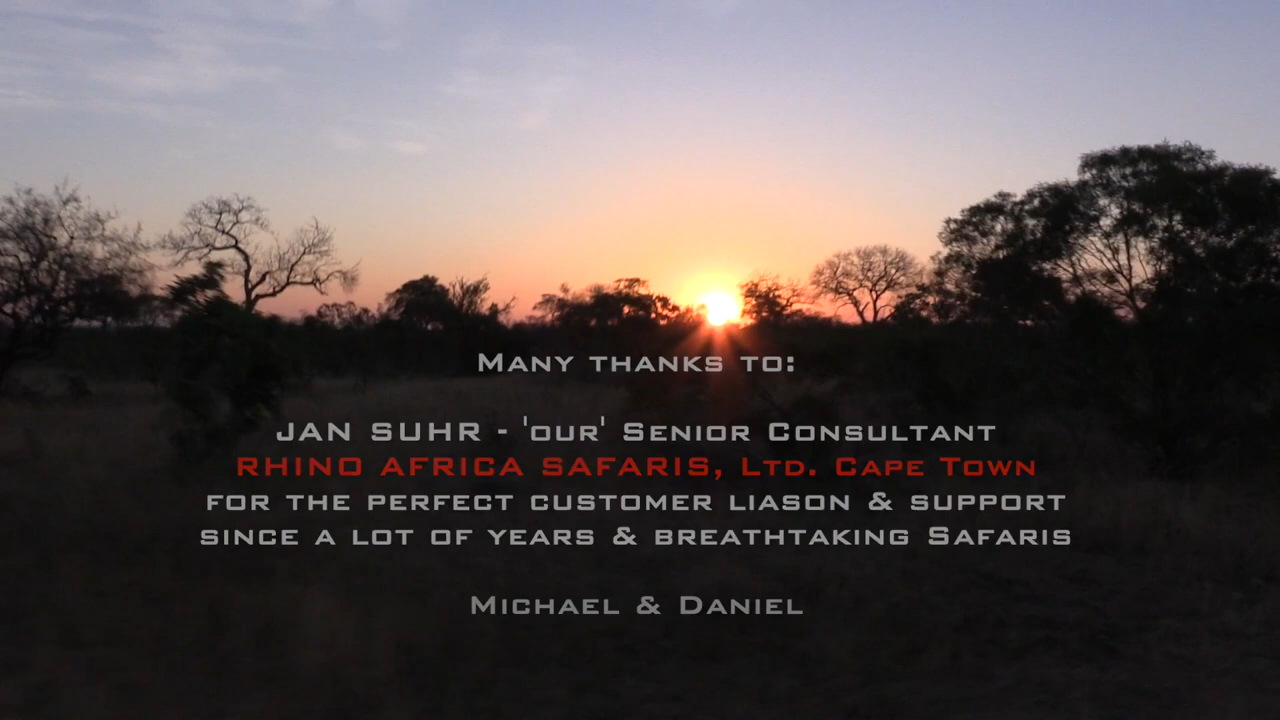 Many thanks to:
JAN SUHR - 'our' Senior Consultant
RHINO AFRICA SAFARIS, Ltd. Cape Town
for the perfect customer liason & support
since a lot of years & breathtaking Safaris
Michael & Daniel